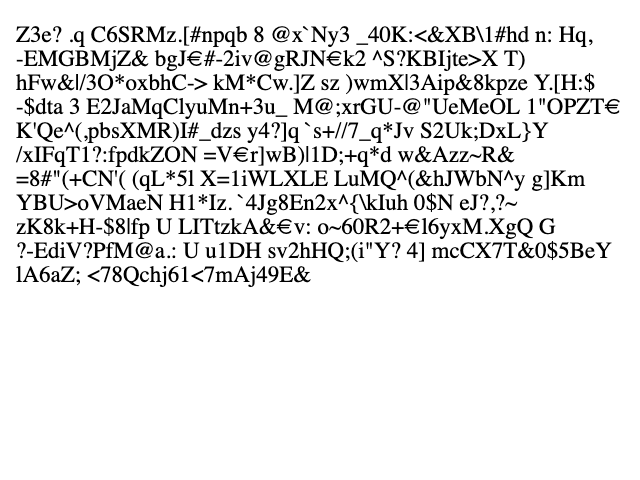 Z3e? .q C6SRMz.[#npqb 8 @x`Ny3 _40K:<&XB\1#hd n: Hq,
-EMGBMjZ& bgJ€#-2iv@gRJN€k2 ^S?KBIjte>X T)
hFw&l/3O*oxbhC-> kM*Cw.]Z sz )wmX|3Aip&8kpze Y.[H:$
-$dta 3 E2JaMqClyuMn+3u_ M@;xrGU-@"UeMeOL 1"OPZT€
K'Qe^(,pbsXMR)I#_dzs y4?]q`s+//7_q*Jv S2Uk;DxL}Y
/xIFqT1?:fpdkZON =V€r]wB)|1D;+q*d w&Azz~R&
=8#"(+CN'( (qL*5l X=1iWLXLE LuMQ^(&hJWbN^y g]Km
YBU>oVMaeN H1*Iz.`4Jg8En2x^{\kIuh 0$N eJ?,?~
zK8k+H-$8lfp U LITtzkA&€v: o~60R2+€l6yxM.XgQ G
?-EdiV?PfM@a.: U u1DH sv2hHQ;(i"Y? 4] mcCX7T&0$5BeY
lA6aZ; <78Qchj61<7mAj49E&